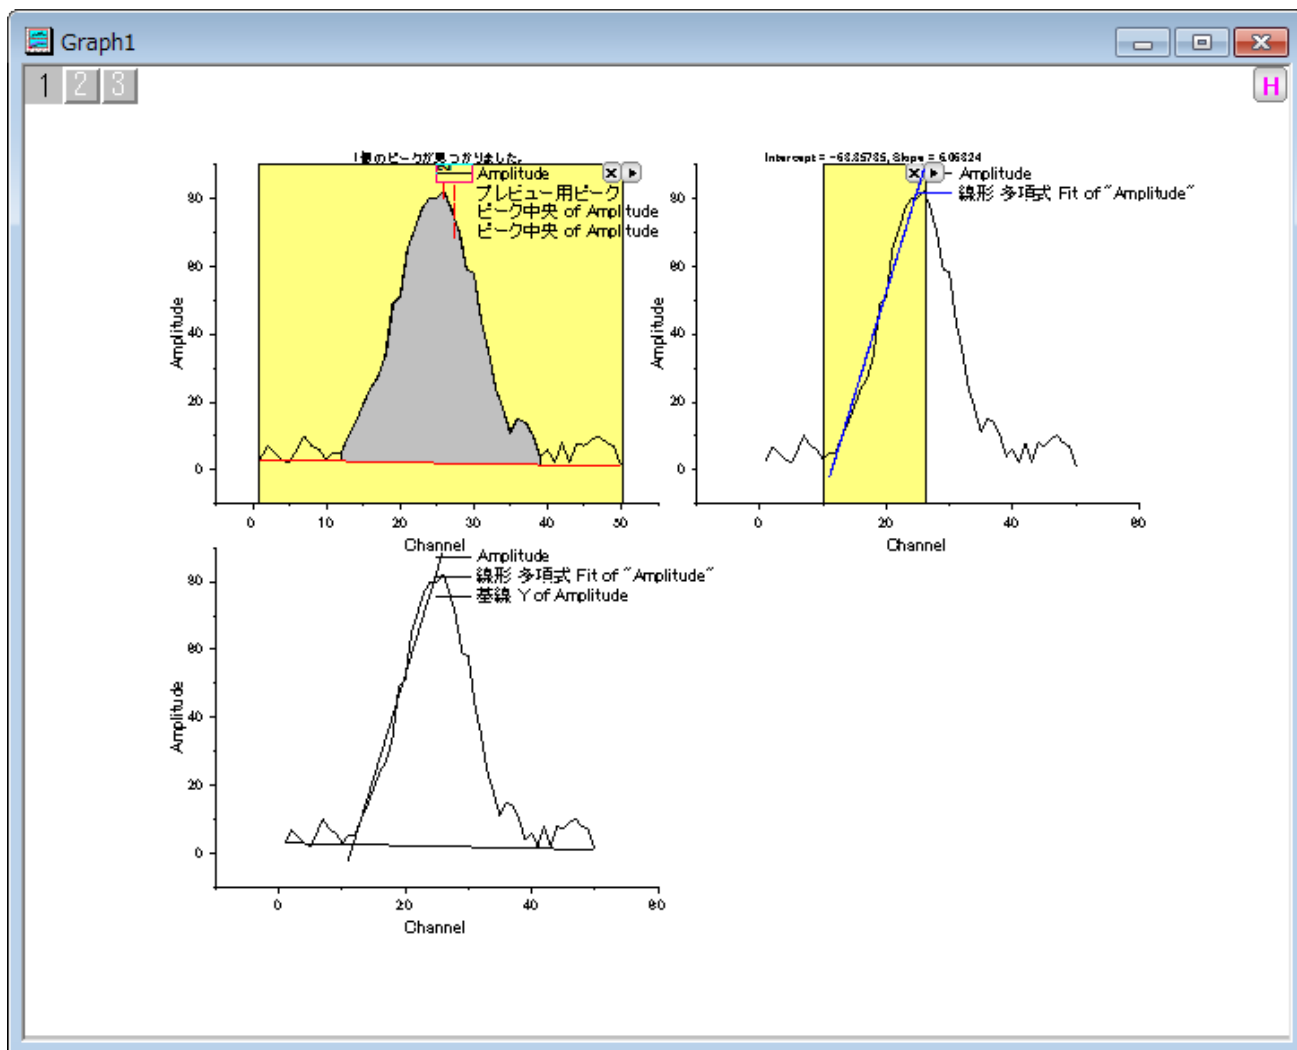 Graph1
1 2 3
H
1個のピークが見つかりました。
Amplitude
プレビュー用ピーク
ピーク中央 of Amplitude
ピーク中央 of Amplitude
80
60
40
20
0
Amplitude
0 10 20 30 40 50
Channel
Intercept = -68.85785, Slope = 6.06824
Amplitude
線形 多項式 Fit of "Amplitude"
80
60
40
20
0
Amplitude
0 20 40 60
Channel
Amplitude
線形 多項式 Fit of "Amplitude"
基線 Y of Amplitude
80
60
40
20
0
Amplitude
0 20 40 60
Channel